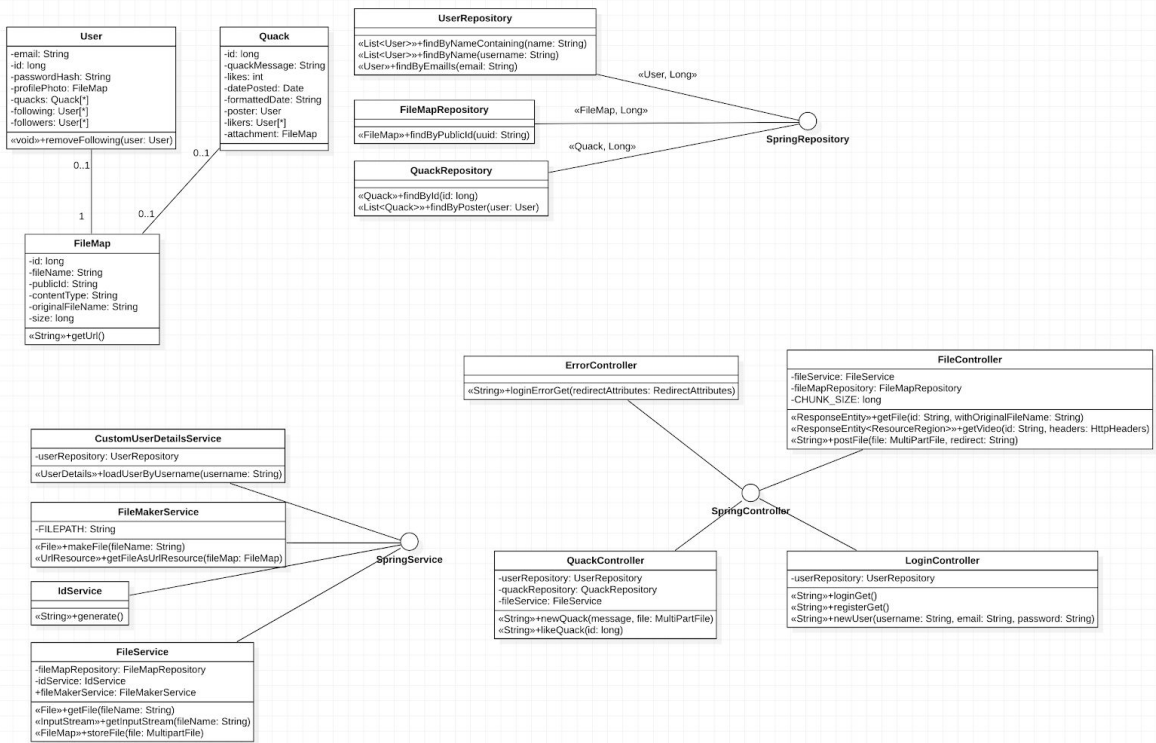 User
-email: String
-id: long
-passwordHash: String
-profilePhoto: FileMap
-quacks: Quack[*]
-following: User[*]
-followers: User[*]
«void»+removeFollowing(user: User)
Quack
-id: long
-quackMessage: String
-likes: int
-datePosted: Date
-formattedDate: String
-poster: User
-likers: User[*]
-attachment: FileMap
0..1
0..1
1
0..1
FileMap
-id: long
-fileName: String
-publicId: String
-contentType: String
-originalFileName: String
-size: long
«String»+getUrl()
UserRepository
«List<User>»+findByNameContaining(name: String)
«List<User>»+findByName(username: String)
«User»+findByEmailIs(email: String)
«User, Long»
FileMapRepository
«FileMap»+findByPublicId(uuid: String)
«FileMap, Long»
QuackRepository
«Quack»+findById(id: long)
«List<Quack>»+findByPoster(user: User)
«Quack, Long»
SpringRepository
ErrorController
«String»+loginErrorGet(redirectAttributes: RedirectAttributes)
FileController
-fileService: FileService
-fileMapRepository: FileMapRepository
-CHUNK_SIZE: long
«ResponseEntity»+getFile(id: String, withOriginalFileName: String)
«ResponseEntity<ResourceRegion>»+getVideo(id: String, headers: HttpHeaders)
«String»+postFile(file: MultiPartFile, redirect: String)
SpringController
QuackController
-userRepository: UserRepository
-quackRepository: QuackRepository
-fileService: FileService
«String»+newQuack(message, file: MultiPartFile)
«String»+likeQuack(id: long)
LoginController
-userRepository: UserRepository
«String»+loginGet()
«String»+registerGet()
«String»+newUser(username: String, email: String, password: String)
CustomUserDetailsService
-userRepository: UserRepository
«UserDetails»+loadUserByUsername(username: String)
FileMakerService
-FILEPATH: String
«File»+makeFile(fileName: String)
«UrlResource»+getFileAsUrlResource(fileMap: FileMap)
SpringService
IdService
«String»+generate()
FileService
-fileMapRepository: FileMapRepository
-idService: IdService
+fileMakerService: FileMakerService
«File»+getFile(fileName: String)
«InputStream»+getInputStream(fileName: String)
«FileMap»+storeFile(file: MultipartFile)